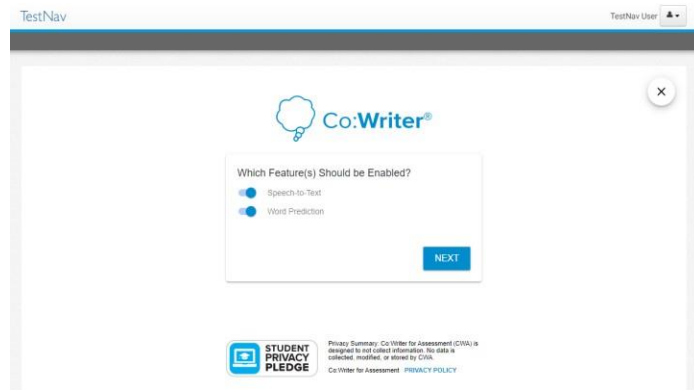 TestNav
TestNav User
Co:Writer®
Which Feature(s) Should be Enabled?
Speech-to-Text
Word Prediction
NEXT
STUDENT
PRIVACY
PLEDGE
Privacy Summary: Co:Writer for Assessment (CWA) is
designed to not collect information. No data is
collected, modified, or stored by CWA.
Co:Writer for Assessment PRIVACY POLICY